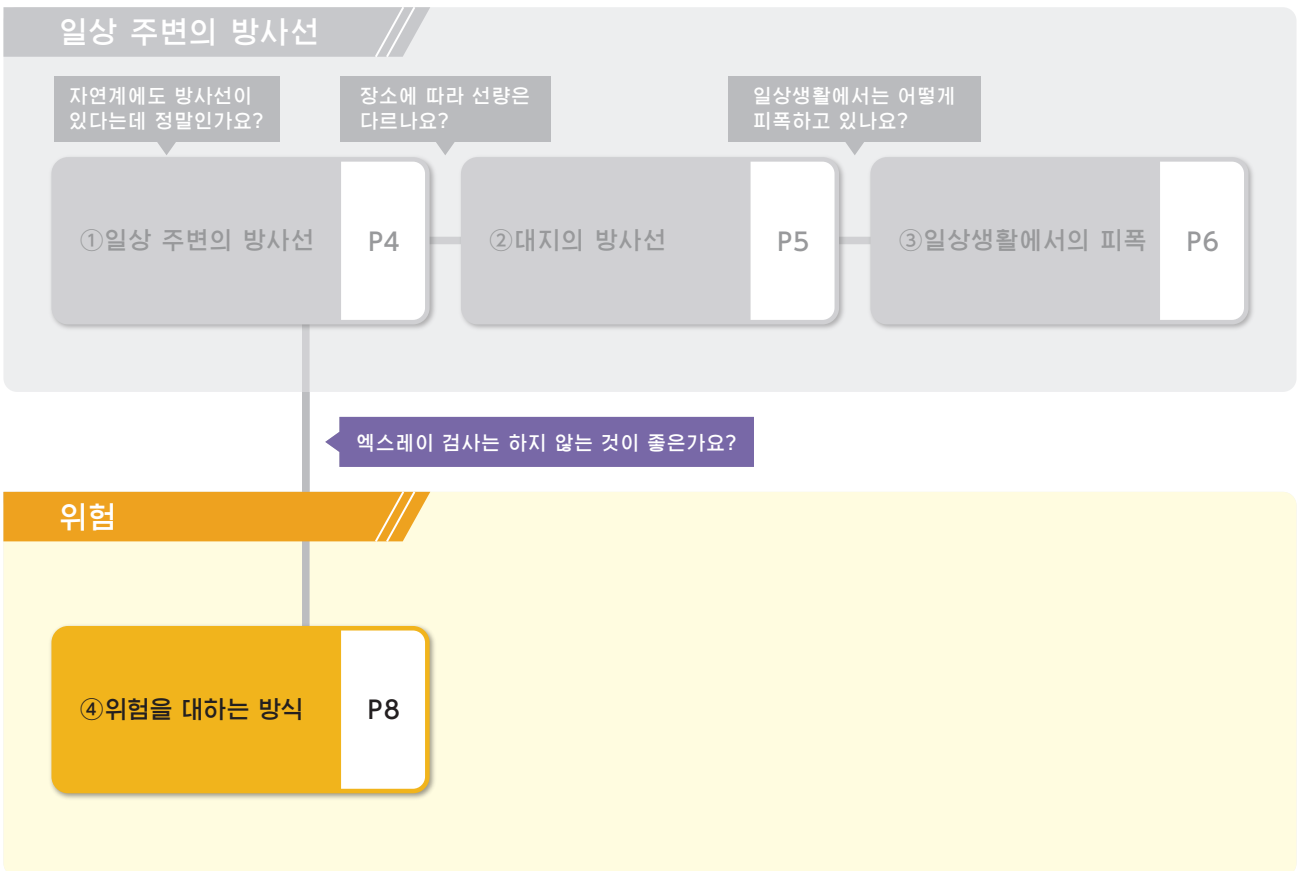 일상 주변의 방사선
자연계에도 방사선이
있다는데 정말인가요?
장소에 따라 선량은
다르나요?
일상생활에서는 어떻게
피폭하고 있나요?
①일상 주변의 방사선
P4
②대지의 방사선
P5
③일상생활에서의 피폭
P6
엑스레이 검사는 하지 않는 것이 좋은가요?
위험
④위험을 대하는 방식
P8